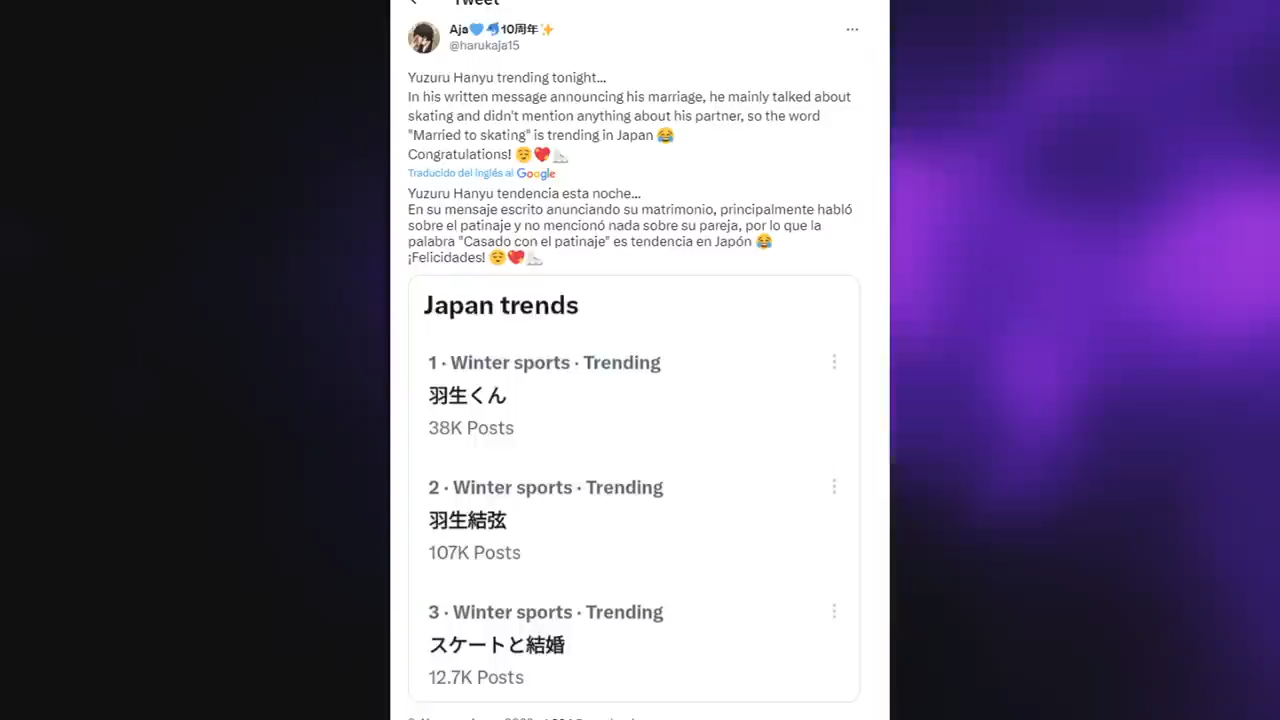 Tweet
Aja💙🐬10周年✨
@harukaja15
Yuzuru Hanyu trending tonight...
In his written message announcing his marriage, he mainly talked about
skating and didn't mention anything about his partner, so the word
"Married to skating" is trending in Japan 😂
Congratulations! 😌💖⛸️
Traducido del inglés al Google
Yuzuru Hanyu tendencia esta noche...
En su mensaje escrito anunciando su matrimonio, principalmente habló
sobre el patinaje y no mencionó nada sobre su pareja, por lo que la
palabra "Casado con el patinaje" es tendencia en Japón 😂
¡Felicidades! 😌💖⛸️
Japan trends
1 · Winter sports · Trending
羽生くん
38K Posts
2 · Winter sports · Trending
羽生結弦
107K Posts
3 · Winter sports · Trending
スケートと結婚
12.7K Posts